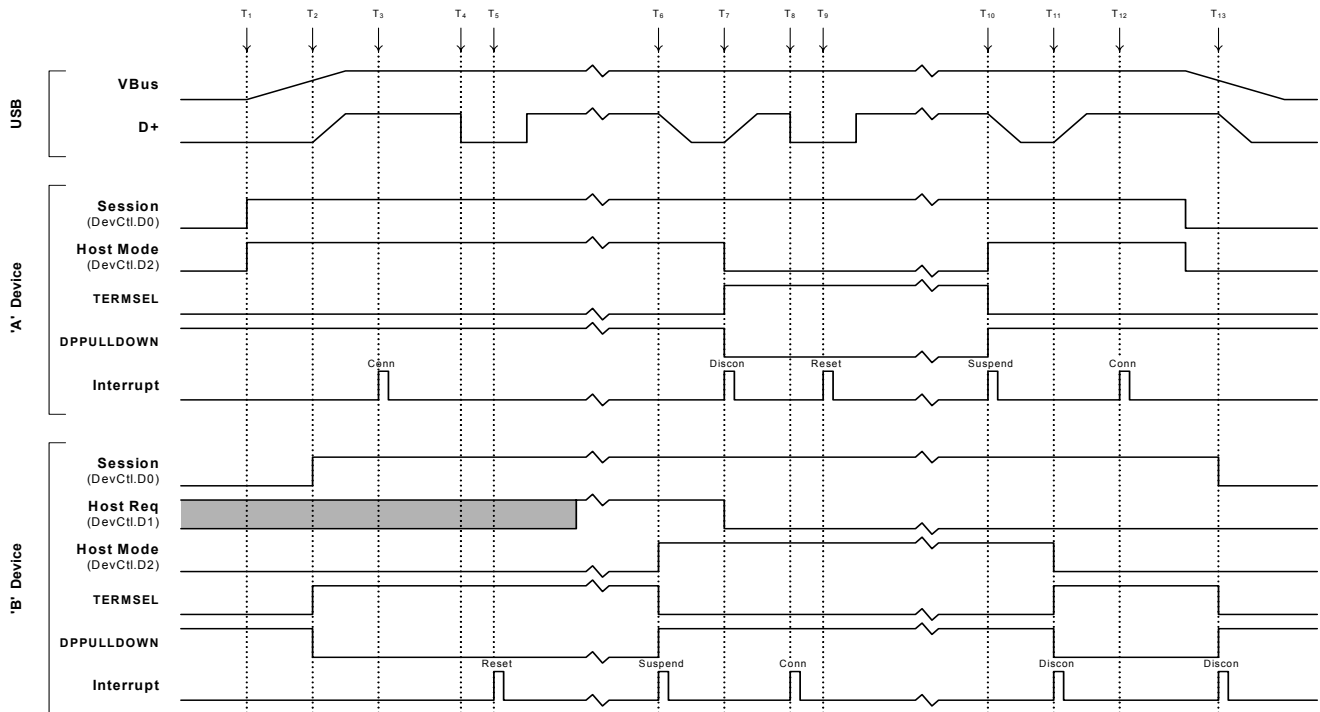 T₁ T₂ T₃ T₄ T₅ T₆ T₇ T₈ T₉ T₁₀ T₁₁ T₁₂ T₁₃
USB
VBus
D+
'A' Device
Session
(DevCtl.D0)
Host Mode
(DevCtl.D2)
TERMSEL
DPPULLDOWN
Conn Discon Reset Suspend Conn
Interrupt
'B' Device
Session
(DevCtl.D0)
Host Req
(DevCtl.D1)
Host Mode
(DevCtl.D2)
TERMSEL
DPPULLDOWN
Reset Suspend Conn Discon Discon
Interrupt